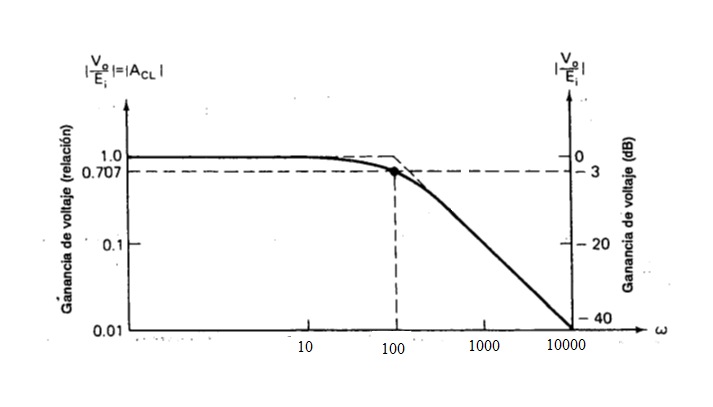 |Vo/Ei|=|ACL|
|Vo/Ei|
Ganancia de voltaje (relación)
1.0
0.707
0.1
0.01
0
- 3
- 20
- 40
Ganancia de voltaje (dB)
10
100
1000
10000
ω